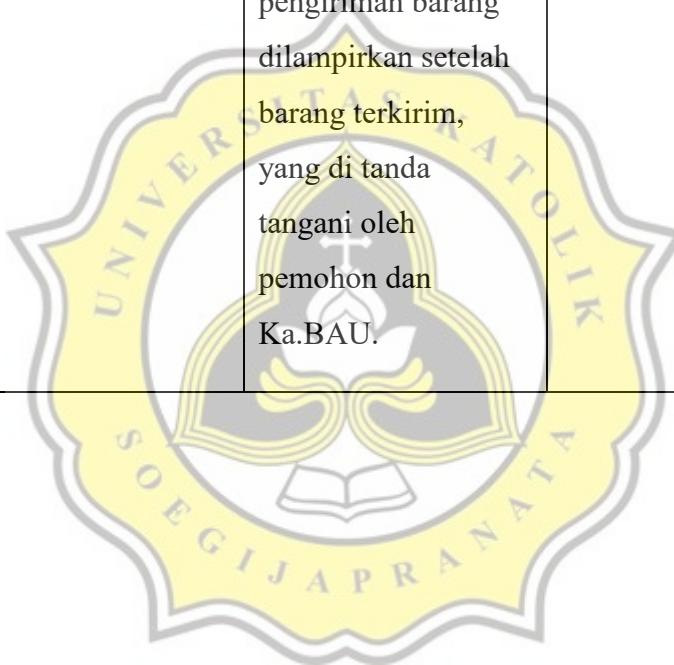 pengiriman barang
dilampirkan setelah
barang terkirim,
yang di tanda
tangani oleh
pemohon dan
Ka.BAU.
UNIVERSITAS KATOLIK
SOEGIJAPRANATA